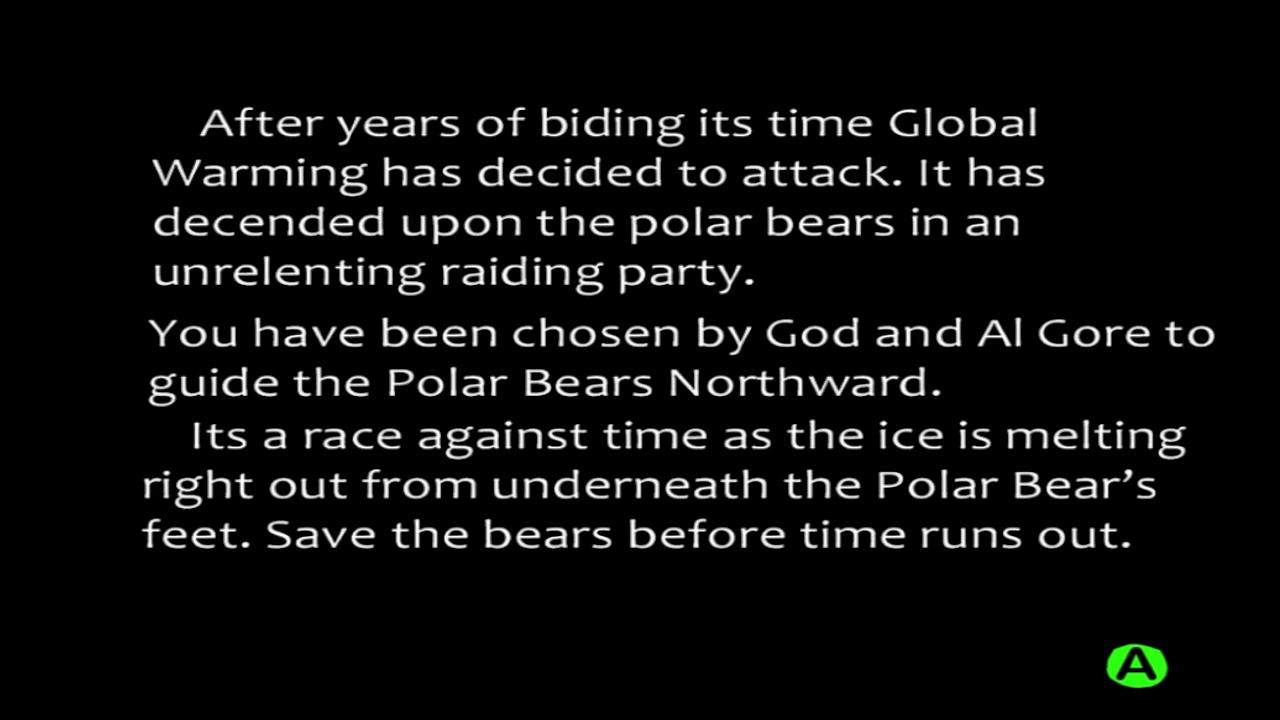 After years of biding its time Global
Warming has decided to attack. It has
decended upon the polar bears in an
unrelenting raiding party.
You have been chosen by God and Al Gore to
guide the Polar Bears Northward.
Its a race against time as the ice is melting
right out from underneath the Polar Bear’s
feet. Save the bears before time runs out.
A